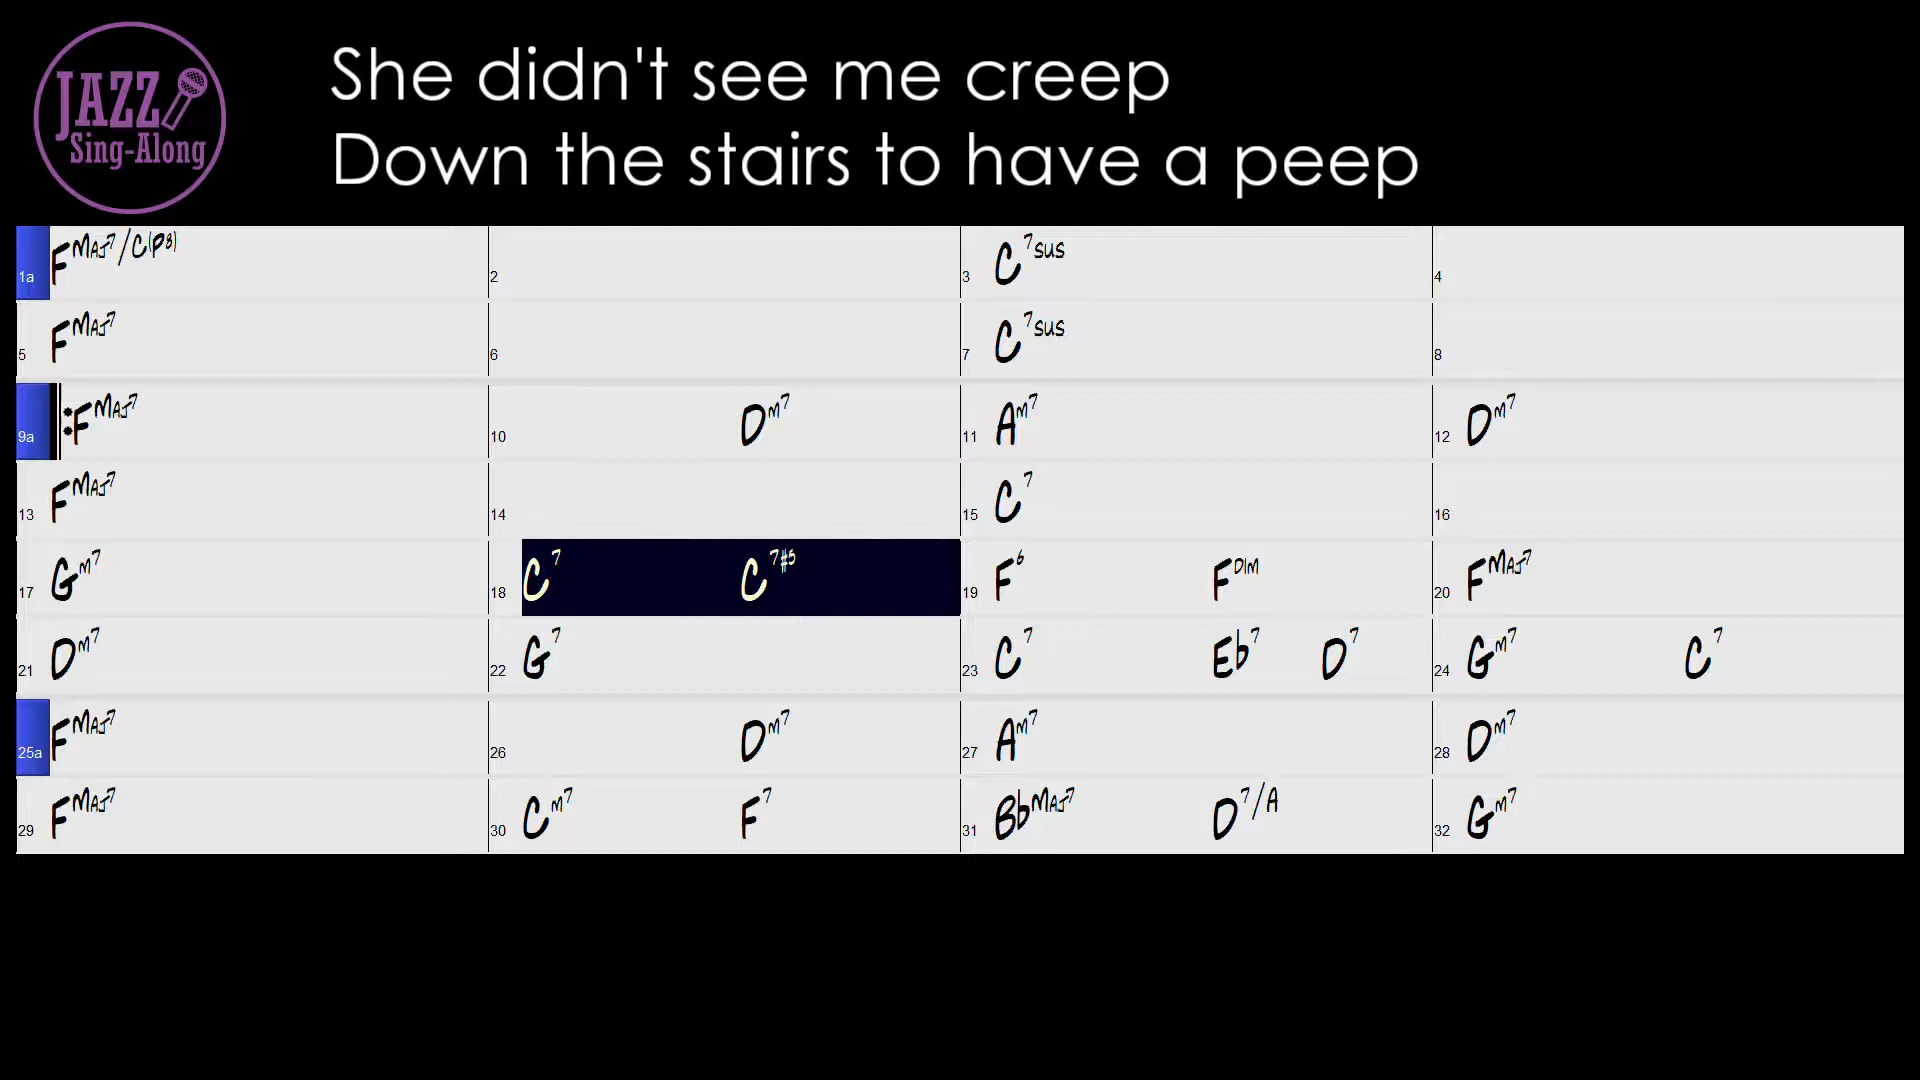 JAZZ
Sing-Along
She didn't see me creep
Down the stairs to have a peep
1a FMAJ7/C(P8) 2 3 C7sus 4
5 FMAJ7 6 7 C7sus 8
9a FMAJ7 10 Dm7 11 Am7 12 Dm7
13 FMAJ7 14 15 C7 16
17 Gm7 18 C7 C7#5 19 F6 FDIM 20 FMAJ7
21 Dm7 22 G7 23 C7 Eb7 D7 24 Gm7 C7
25a FMAJ7 26 Dm7 27 Am7 28 Dm7
29 FMAJ7 30 Cm7 F7 31 BbMAJ7 D7/A 32 Gm7